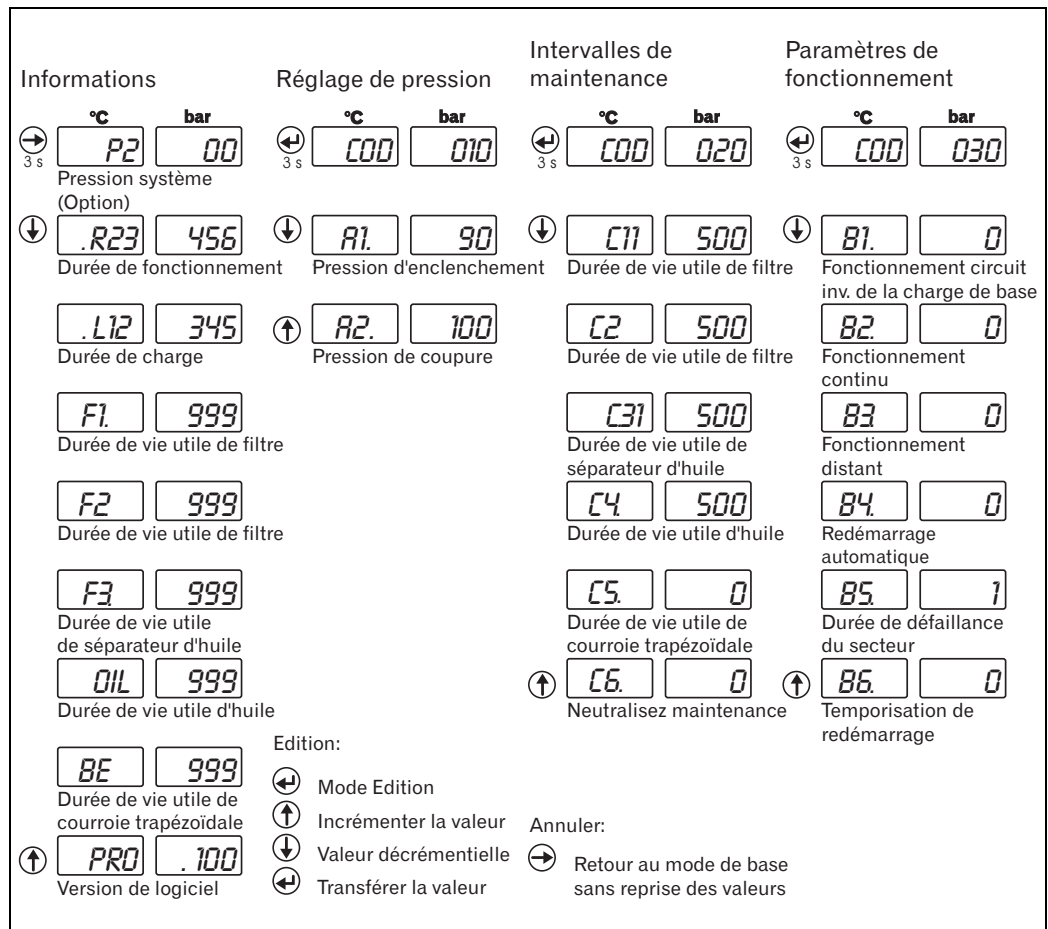 Informations
°C bar
3 s P2 00
Pression système
(Option)
.R23 456
Durée de fonctionnement
.L12 345
Durée de charge
F1. 999
Durée de vie utile de filtre
F2 999
Durée de vie utile de filtre
F3. 999
Durée de vie utile
de séparateur d'huile
OIL 999
Durée de vie utile d'huile
BE 999
Durée de vie utile de
courroie trapézoïdale
PRO .100
Version de logiciel
Réglage de pression
°C bar
3 s COD 010
A1. 90
Pression d'enclenchement
A2. 100
Pression de coupure
Intervalles de
maintenance
°C bar
3 s COD 020
C11 500
Durée de vie utile de filtre
C2 500
Durée de vie utile de filtre
C.31 500
Durée de vie utile de
séparateur d'huile
C4. 500
Durée de vie utile d'huile
C5. 0
Durée de vie utile de
courroie trapézoïdale
C6. 0
Neutralisez maintenance
Paramètres de
fonctionnement
°C bar
3 s COD 030
B1. 0
Fonctionnement circuit
inv. de la charge de base
B2. 0
Fonctionnement
continu
B3. 0
Fonctionnement
distant
B4. 0
Redémarrage
automatique
B5. 1
Durée de défaillance
du secteur
B6. 0
Temporisation de
redémarrage
Edition:
Mode Edition
Incrémenter la valeur
Valeur décrémentielle
Transférer la valeur
Annuler:
Retour au mode de base
sans reprise des valeurs